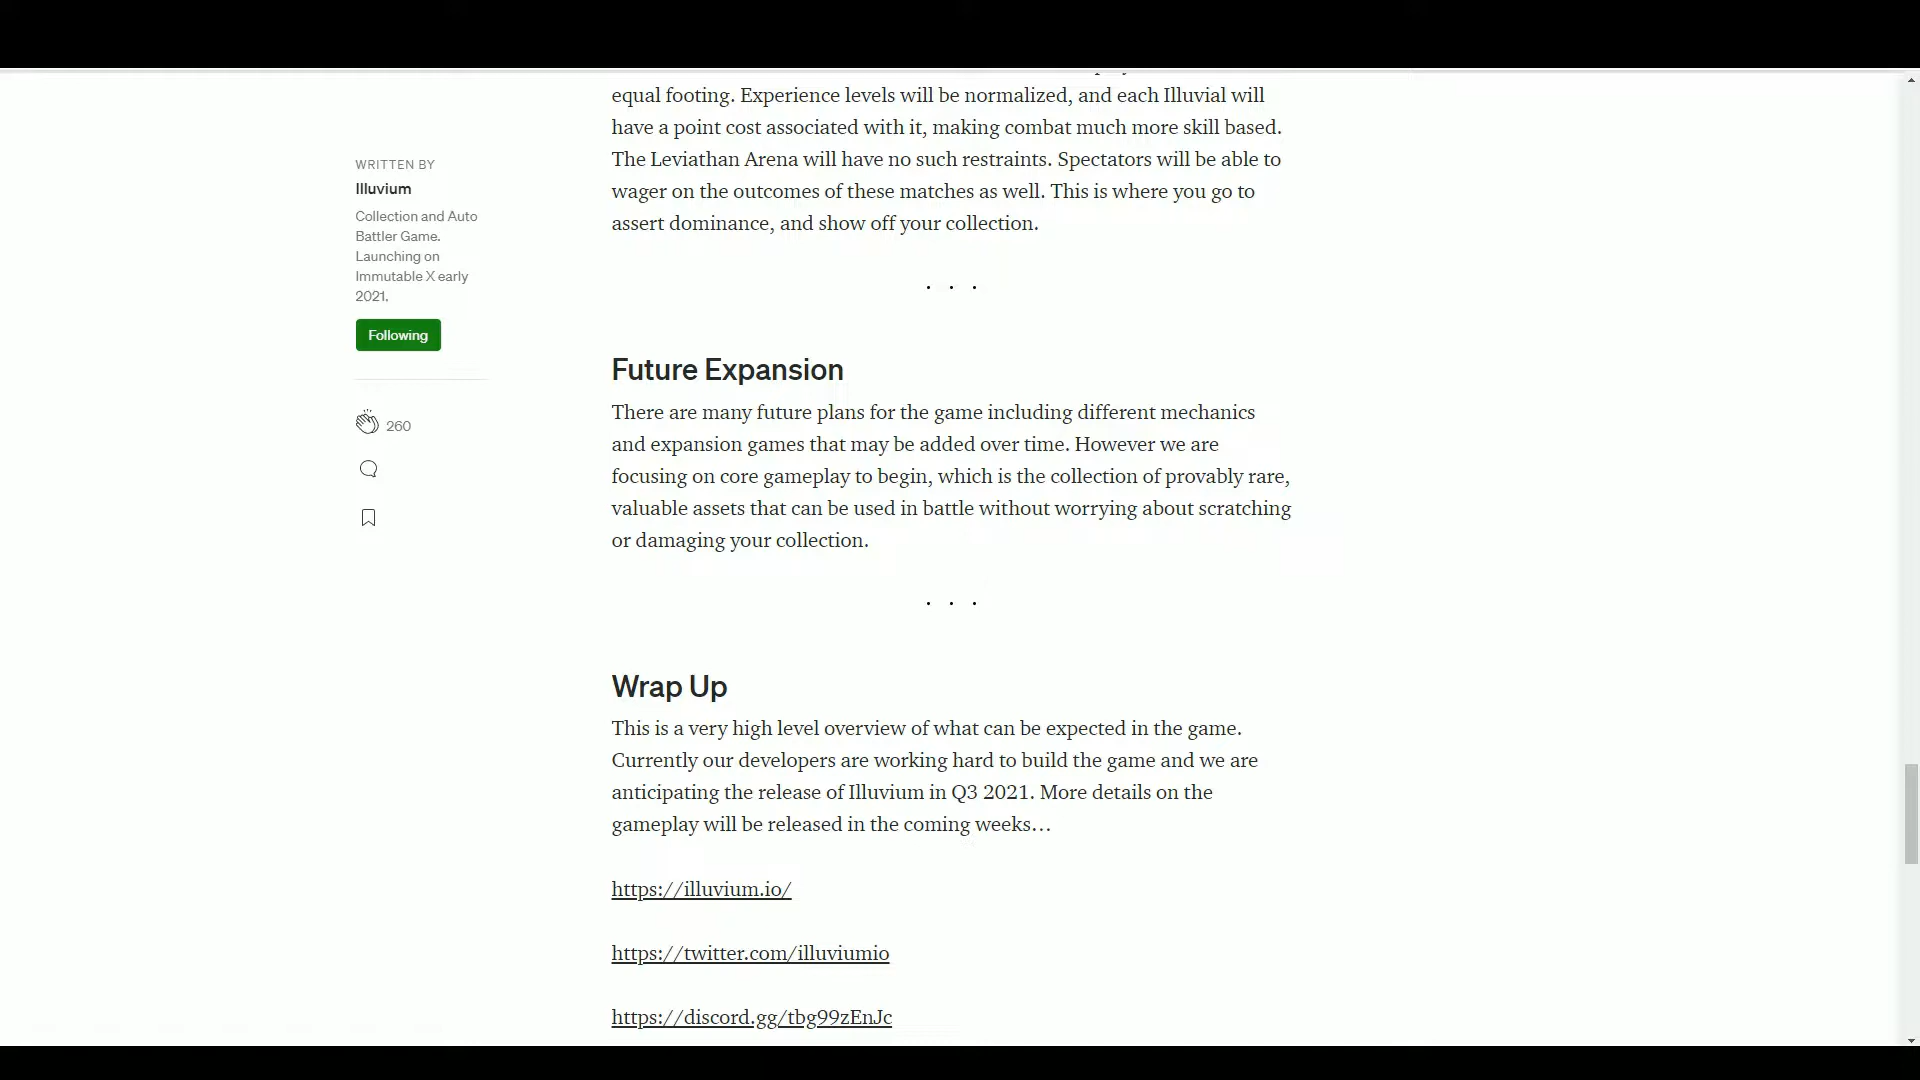 equal footing. Experience levels will be normalized, and each Illuvial will
have a point cost associated with it, making combat much more skill based.
The Leviathan Arena will have no such restraints. Spectators will be able to
wager on the outcomes of these matches as well. This is where you go to
assert dominance, and show off your collection.
WRITTEN BY
Illuvium
Collection and Auto
Battler Game.
Launching on
Immutable X early
2021.
Following
260
. . .
Future Expansion
There are many future plans for the game including different mechanics
and expansion games that may be added over time. However we are
focusing on core gameplay to begin, which is the collection of provably rare,
valuable assets that can be used in battle without worrying about scratching
or damaging your collection.
. . .
Wrap Up
This is a very high level overview of what can be expected in the game.
Currently our developers are working hard to build the game and we are
anticipating the release of Illuvium in Q3 2021. More details on the
gameplay will be released in the coming weeks…
https://illuvium.io/
https://twitter.com/illuviumio
https://discord.gg/tbg99zEnJc